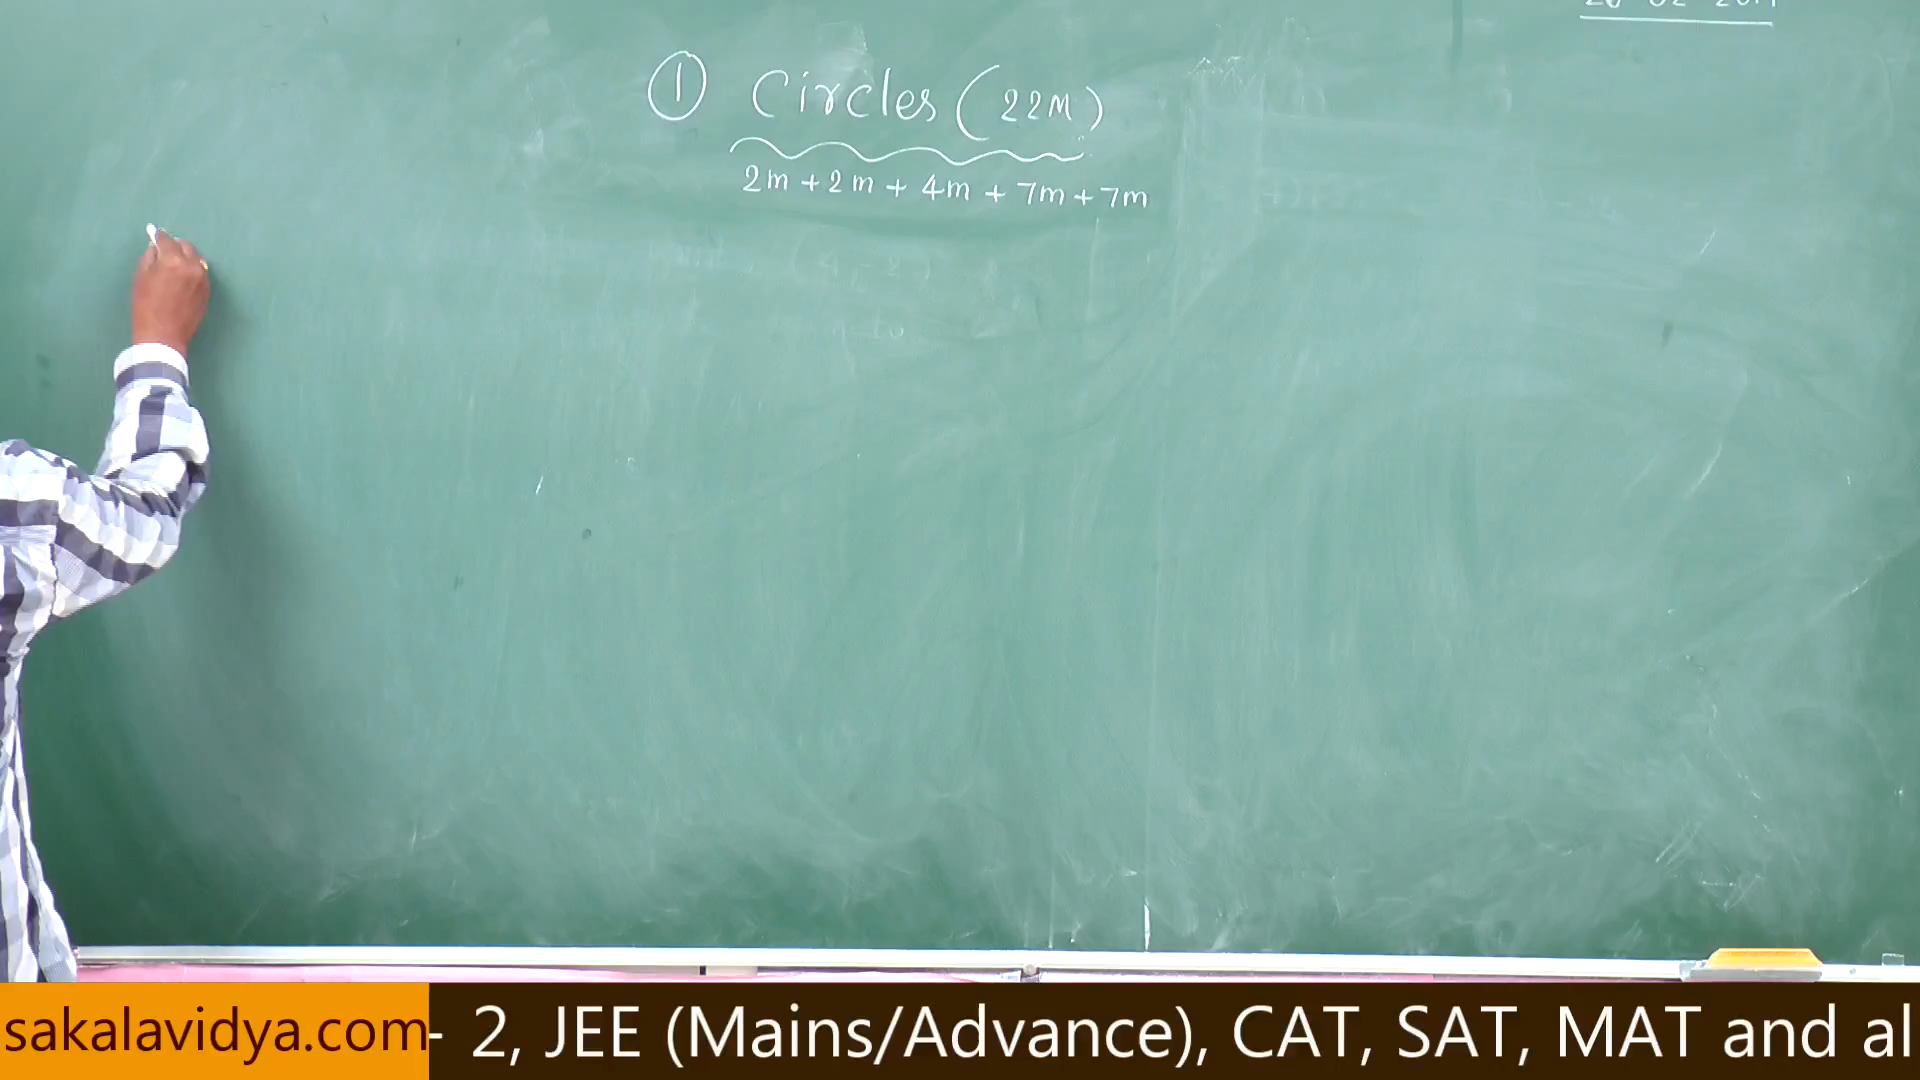 ① Circles (22M)
2m + 2m + 4m + 7m + 7m
sakalavidya.com - 2, JEE (Mains/Advance), CAT, SAT, MAT and al